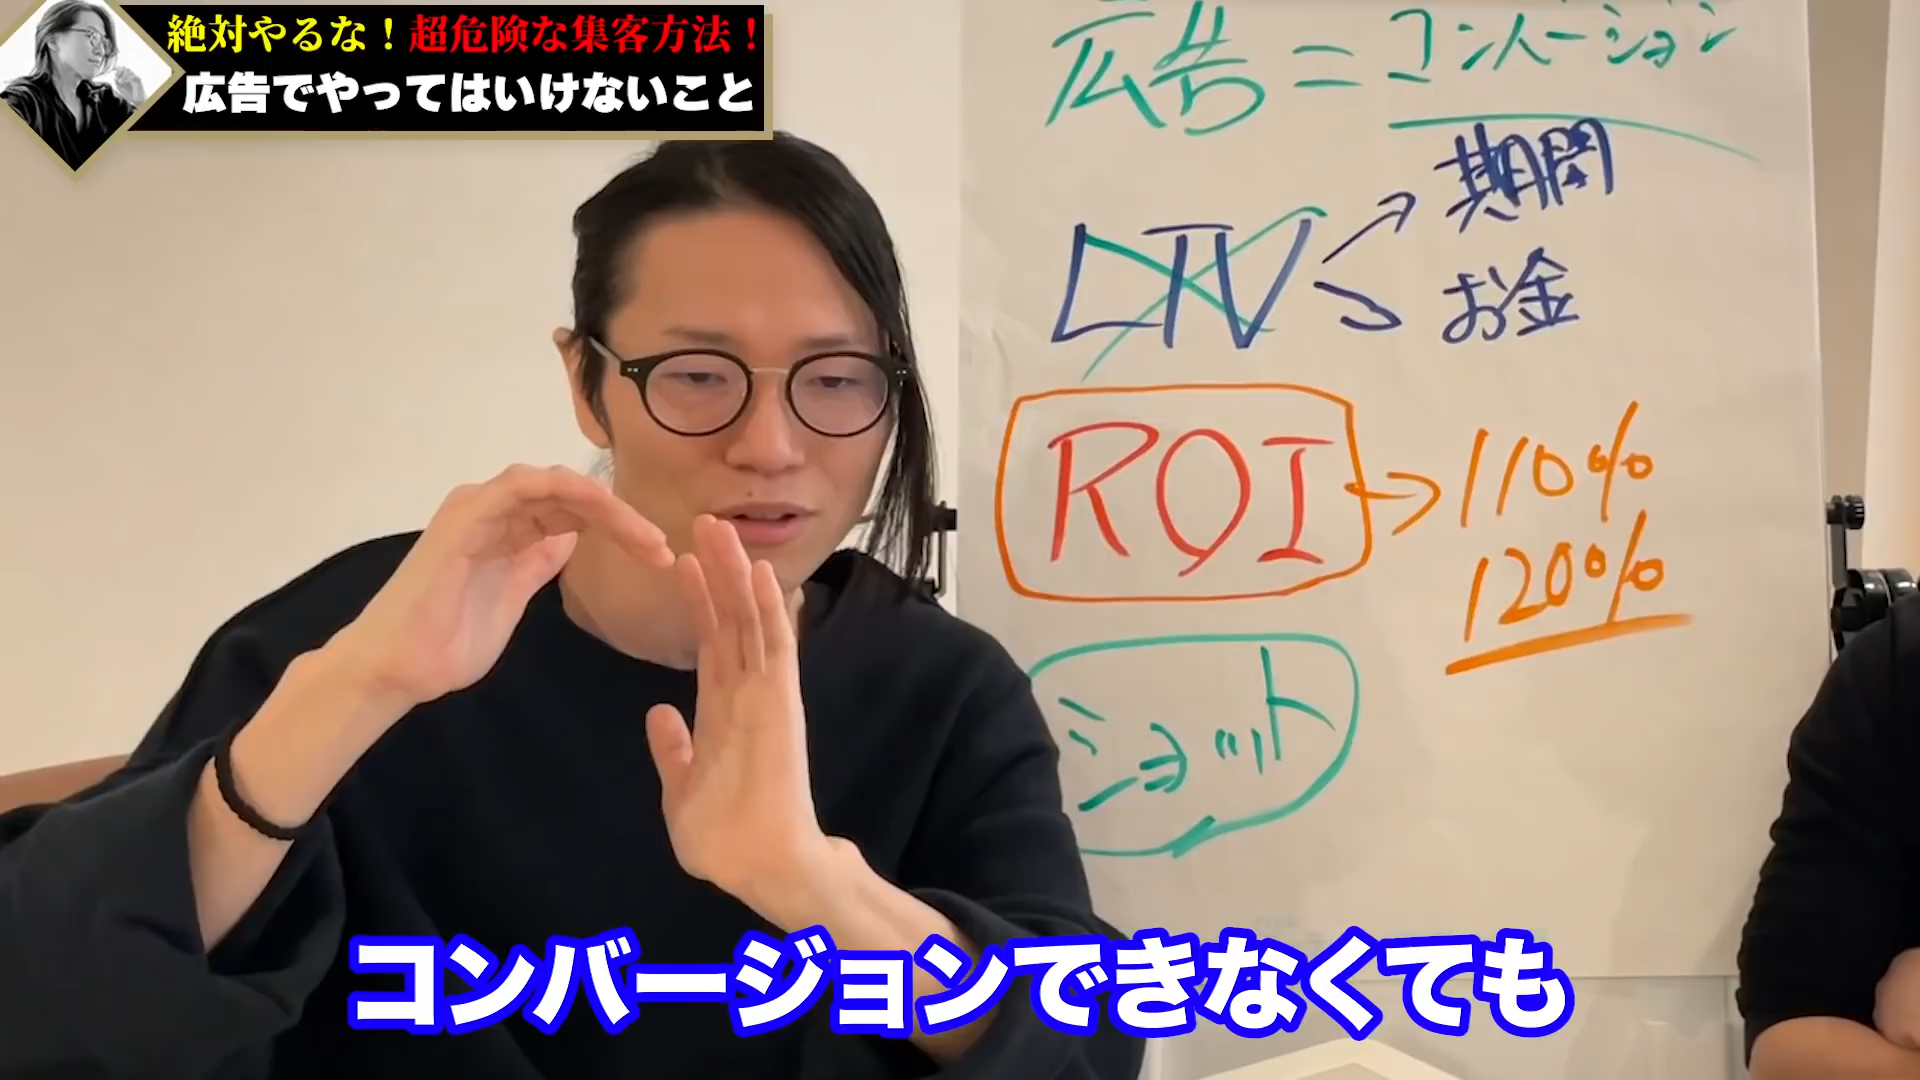 絶対やるな！超危険な集客方法！
広告でやってはいけないこと
広告=コンバーション
LTV
期間
お金
ROI
110%
120%
ショット
コンバージョンできなくても